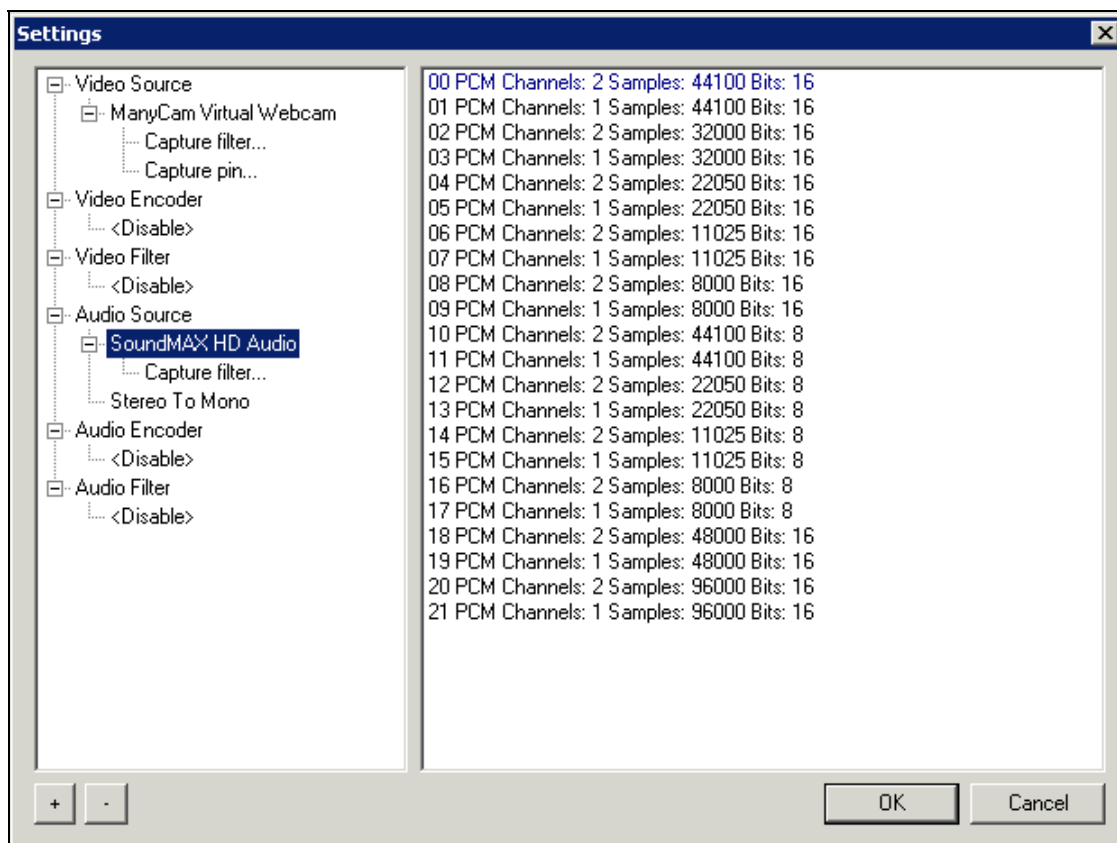 Settings
Video Source
ManyCam Virtual Webcam
Capture filter...
Capture pin...
Video Encoder
<Disable>
Video Filter
<Disable>
Audio Source
SoundMAX HD Audio
Capture filter...
Stereo To Mono
Audio Encoder
<Disable>
Audio Filter
<Disable>
00 PCM Channels: 2 Samples: 44100 Bits: 16
01 PCM Channels: 1 Samples: 44100 Bits: 16
02 PCM Channels: 2 Samples: 32000 Bits: 16
03 PCM Channels: 1 Samples: 32000 Bits: 16
04 PCM Channels: 2 Samples: 22050 Bits: 16
05 PCM Channels: 1 Samples: 22050 Bits: 16
06 PCM Channels: 2 Samples: 11025 Bits: 16
07 PCM Channels: 1 Samples: 11025 Bits: 16
08 PCM Channels: 2 Samples: 8000 Bits: 16
09 PCM Channels: 1 Samples: 8000 Bits: 16
10 PCM Channels: 2 Samples: 44100 Bits: 8
11 PCM Channels: 1 Samples: 44100 Bits: 8
12 PCM Channels: 2 Samples: 22050 Bits: 8
13 PCM Channels: 1 Samples: 22050 Bits: 8
14 PCM Channels: 2 Samples: 11025 Bits: 8
15 PCM Channels: 1 Samples: 11025 Bits: 8
16 PCM Channels: 2 Samples: 8000 Bits: 8
17 PCM Channels: 1 Samples: 8000 Bits: 8
18 PCM Channels: 2 Samples: 48000 Bits: 16
19 PCM Channels: 1 Samples: 48000 Bits: 16
20 PCM Channels: 2 Samples: 96000 Bits: 16
21 PCM Channels: 1 Samples: 96000 Bits: 16
+ - OK Cancel